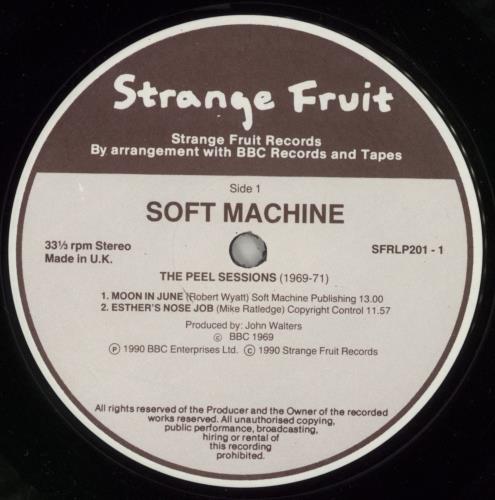 Strange Fruit
Strange Fruit Records
By arrangement with BBC Records and Tapes
Side 1
SOFT MACHINE
33⅓ rpm Stereo
Made in U.K.
SFRLP201 - 1
THE PEEL SESSIONS (1969-71)
1. MOON IN JUNE (Robert Wyatt) Soft Machine Publishing 13.00
2. ESTHER'S NOSE JOB (Mike Ratledge) Copyright Control 11.57
Produced by: John Walters
© BBC 1969
℗ 1990 BBC Enterprises Ltd. © 1990 Strange Fruit Records
All rights reserved of the Producer and the Owner of the recorded
works reserved. All unauthorised copying,
public performance, broadcasting,
hiring or rental of
this recording
prohibited.